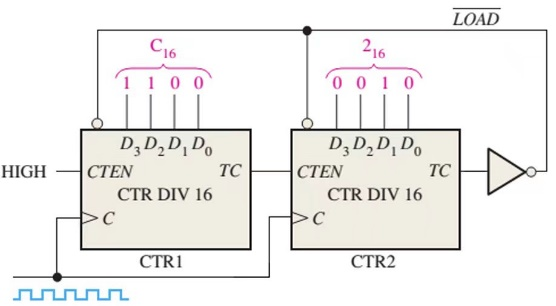 LOAD
C16 216
1 1 0 0 0 0 1 0
D3 D2 D1 D0 D3 D2 D1 D0
HIGH CTEN TC CTEN TC
CTR DIV 16 CTR DIV 16
C C
CTR1 CTR2